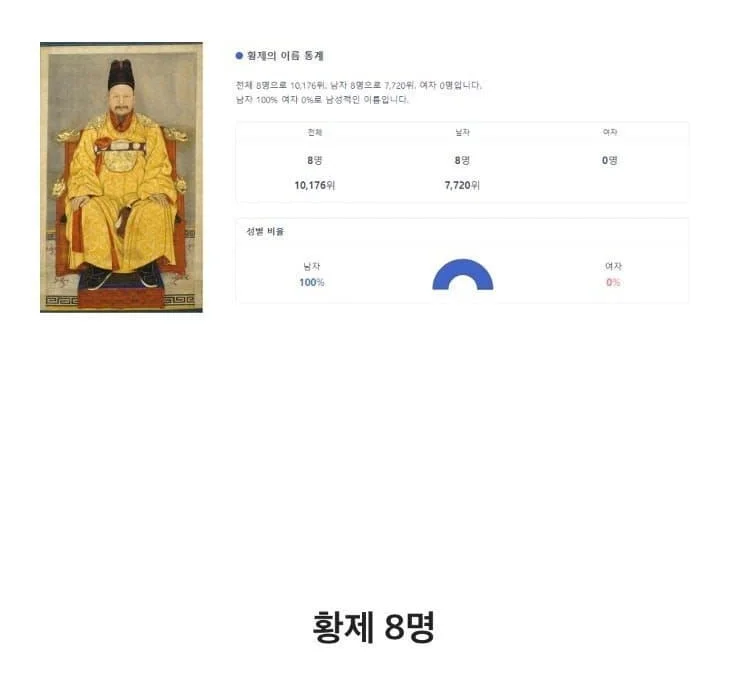 황제의 이름 통계
전체 8명으로 10,176위, 남자 8명으로 7,720위, 여자 0명입니다.
남자 100% 여자 0%로 남성적인 이름입니다.
전체 남자 여자
8명 8명 0명
10,176위 7,720위
성별 비율
남자 여자
100% 0%
황제 8명